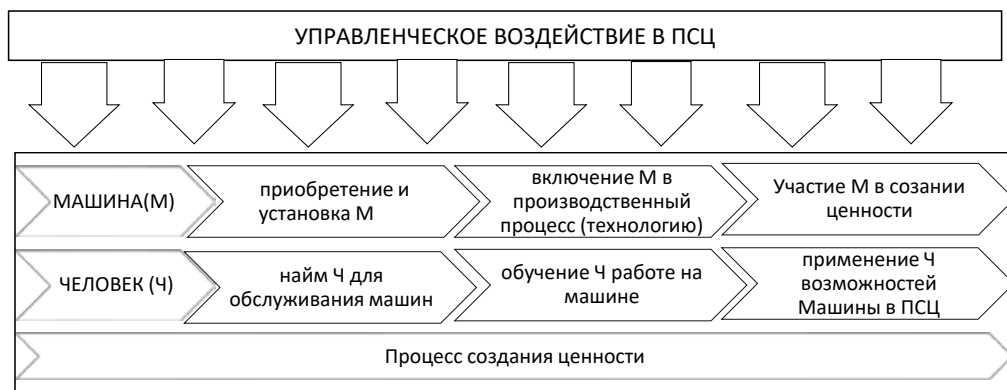 УПРАВЛЕНЧЕСКОЕ ВОЗДЕЙСТВИЕ В ПСЦ
МАШИНА(М)
приобретение и
установка М
включение М в
производственный
процесс (технологию)
Участие М в созании
ценности
ЧЕЛОВЕК (Ч)
найм Ч для
обслуживания машин
обучение Ч работе на
машине
применение Ч
возможностей
Машины в ПСЦ
Процесс создания ценности